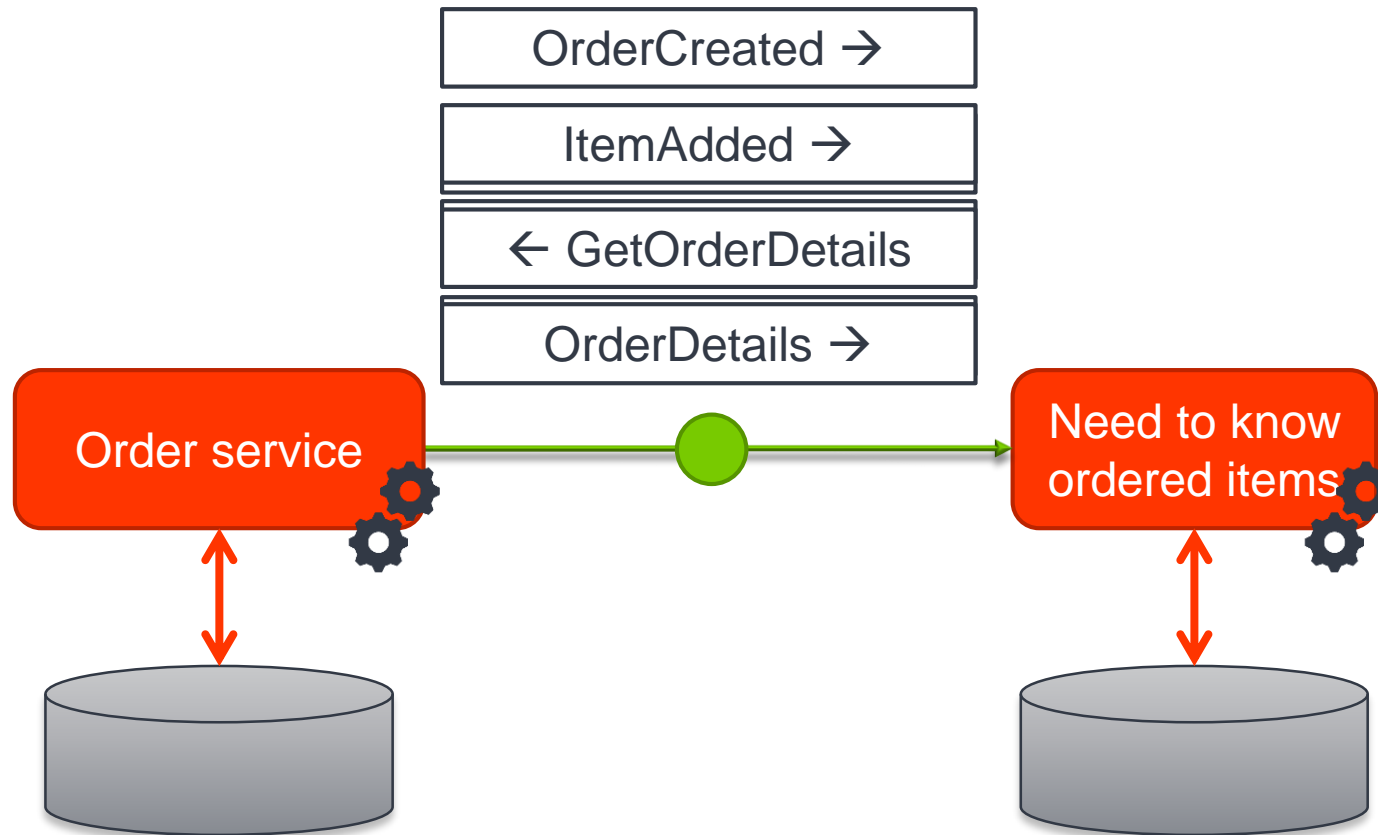 OrderCreated →
ItemAdded →
← GetOrderDetails
OrderDetails →
Order service
Need to know
ordered items